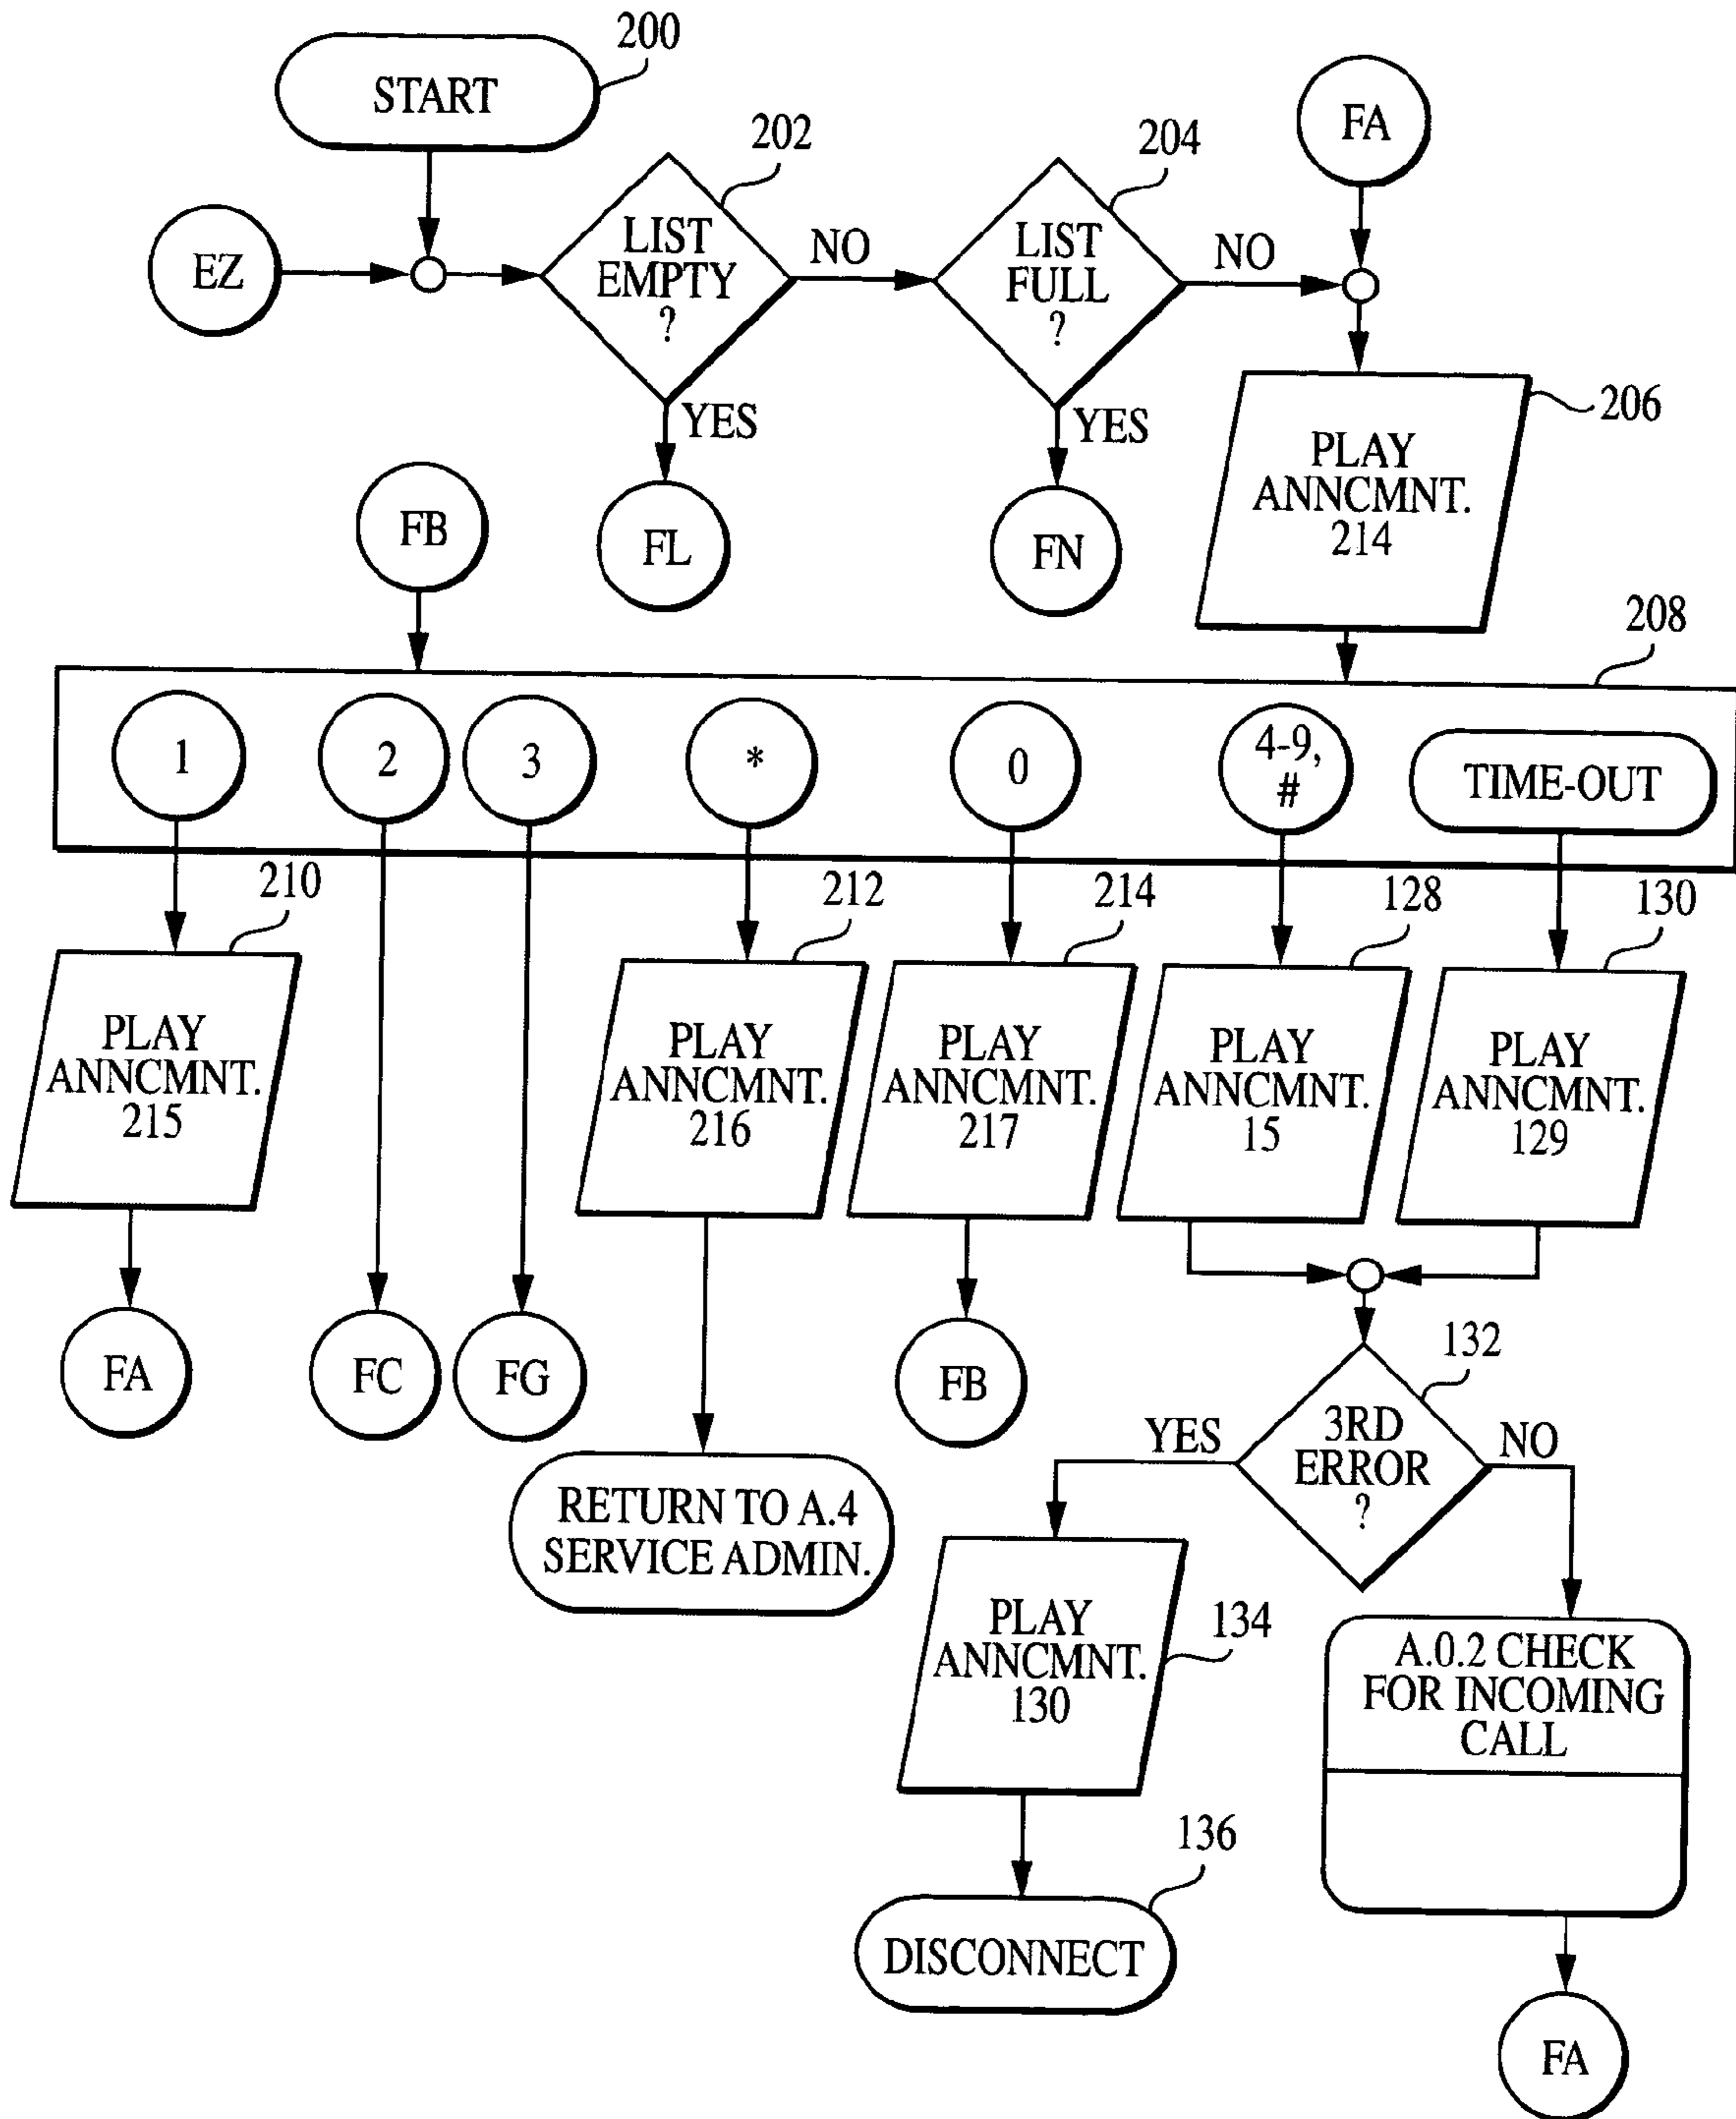 200
START
FA
202
204
LIST
EMPTY
?
NO
LIST
FULL
?
NO
EZ
206
YES
YES
PLAY
ANNCMNT.
214
FB
FL
FN
208
1
2
3
*
0
4-9,
#
TIME-OUT
210
212
214
128
130
PLAY
ANNCMNT.
215
PLAY
ANNCMNT.
216
PLAY
ANNCMNT.
217
PLAY
ANNCMNT.
15
PLAY
ANNCMNT.
129
FA
FC
FG
FB
132
YES
3RD
ERROR
?
NO
RETURN TO A.4
SERVICE ADMIN.
PLAY
ANNCMNT.
130
134
A.0.2 CHECK
FOR INCOMING
CALL
136
DISCONNECT
FA